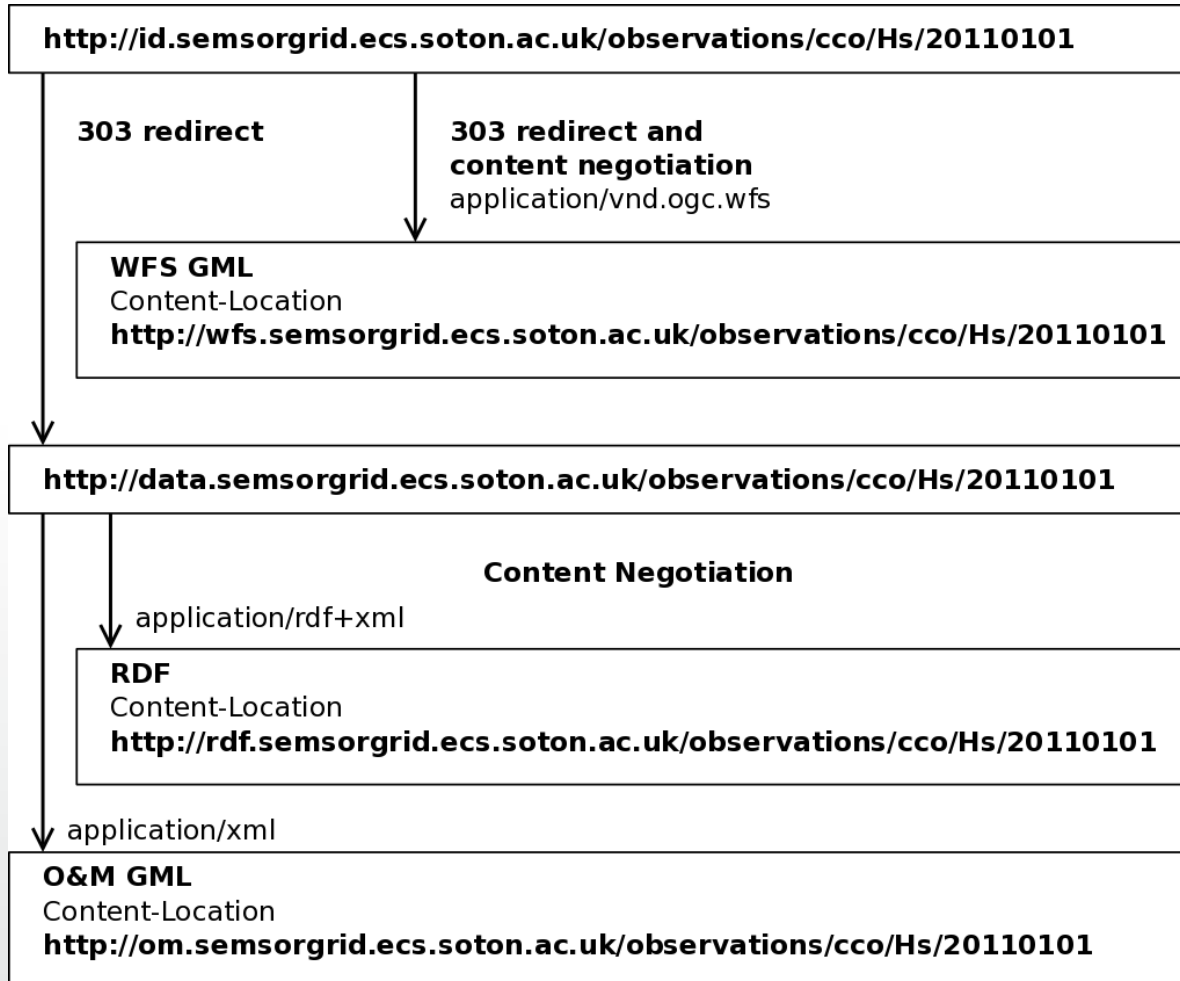 http://id.semsorgrid.ecs.soton.ac.uk/observations/cco/Hs/20110101
303 redirect
303 redirect and
content negotiation
application/vnd.ogc.wfs
WFS GML
Content-Location
http://wfs.semsorgrid.ecs.soton.ac.uk/observations/cco/Hs/20110101
http://data.semsorgrid.ecs.soton.ac.uk/observations/cco/Hs/20110101
Content Negotiation
application/rdf+xml
RDF
Content-Location
http://rdf.semsorgrid.ecs.soton.ac.uk/observations/cco/Hs/20110101
application/xml
O&M GML
Content-Location
http://om.semsorgrid.ecs.soton.ac.uk/observations/cco/Hs/20110101